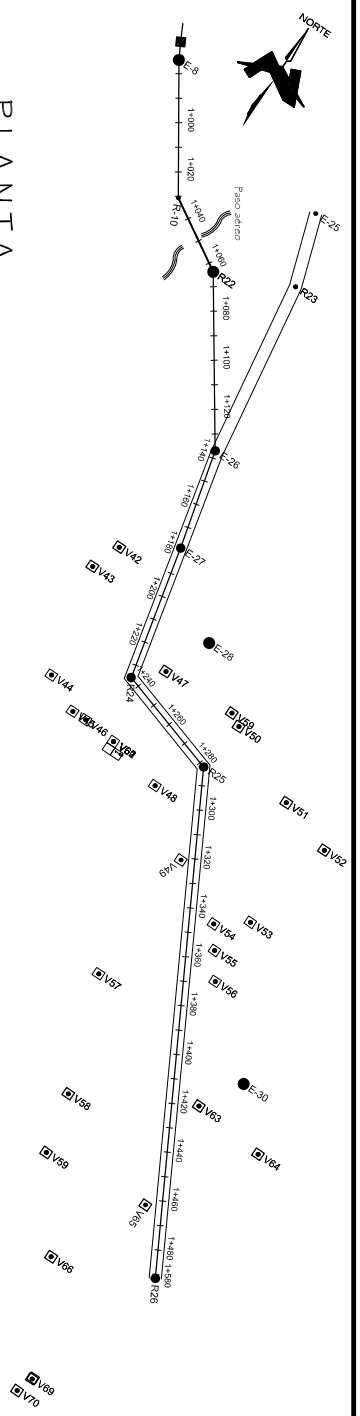 NORTE
E-8
1+000
1+020
R-10
1+040
Paso aéreo
1+060
R22
E-25
R23
1+080
1+100
1+120
E-26
1+140
1+160
E-27
1+180
V42
V43
1+200
1+220
E-28
V44
R24
1+240
V47
V46
1+260
V59
V50
1+280
R25
V48
V51
1+300
V52
V49
1+320
1+340
V54
V53
V55
1+360
V56
V57
1+380
1+400
E-30
V58
1+420
V63
V59
1+440
V64
1+460
V65
V66
1+480
1+580
R26
V69
V70
PLANTA